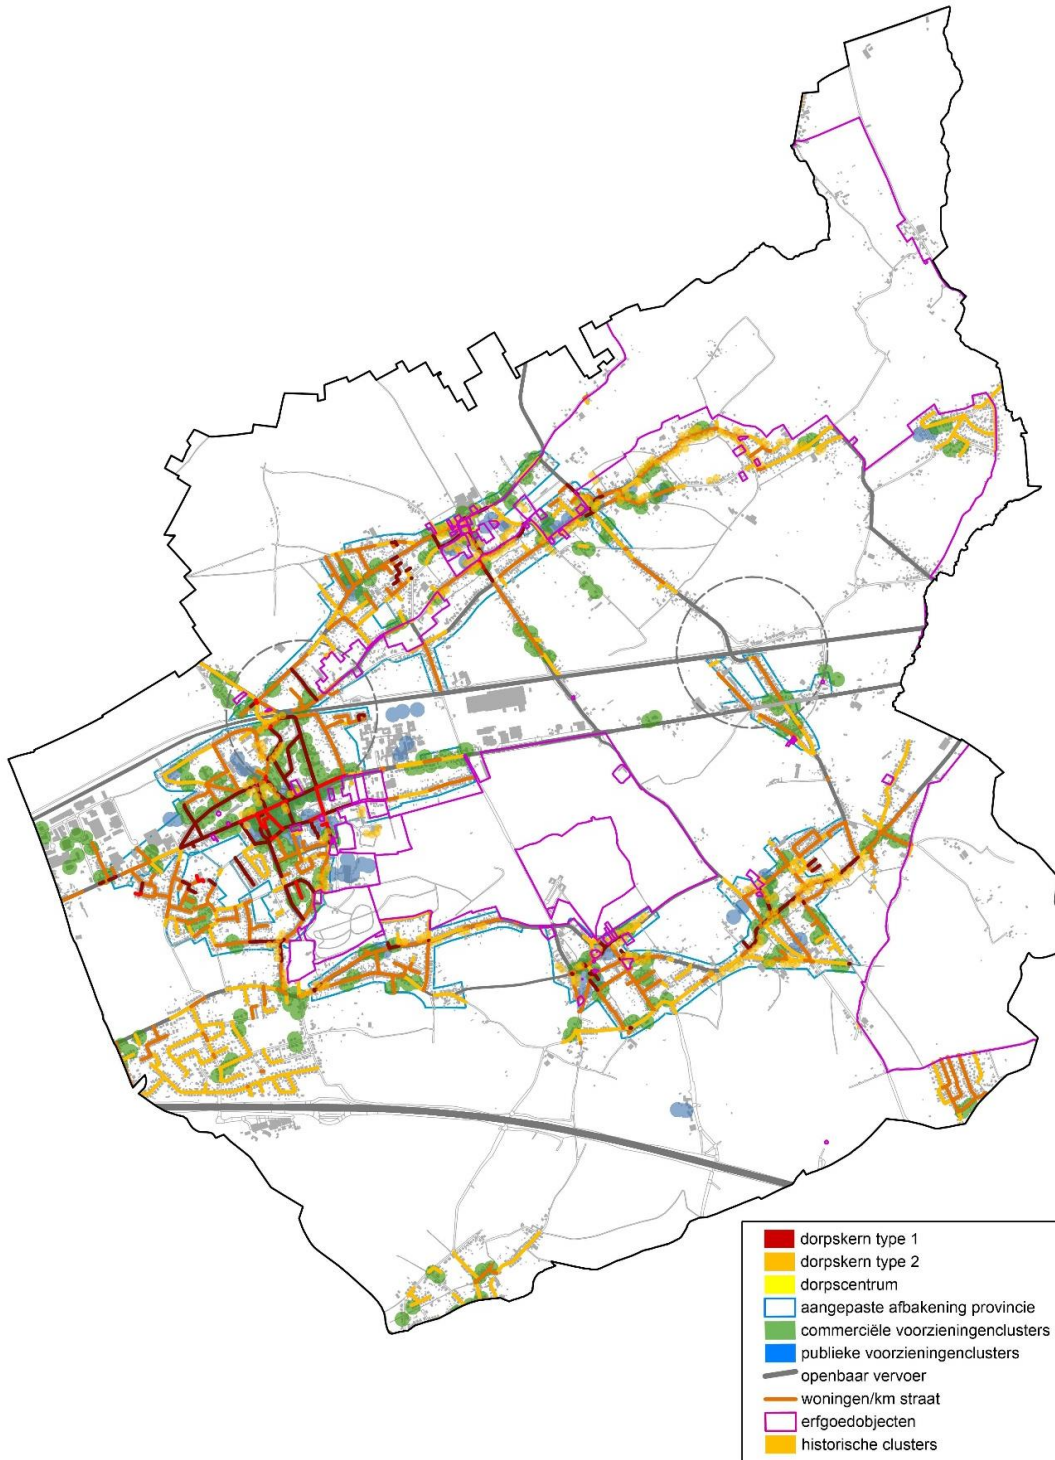 dorpskern type 1
dorpskern type 2
dorpscentrum
aangepaste afbakening provincie
commerciële voorzieningenclusters
publieke voorzieningenclusters
openbaar vervoer
woningen/km straat
erfgoedobjecten
historische clusters